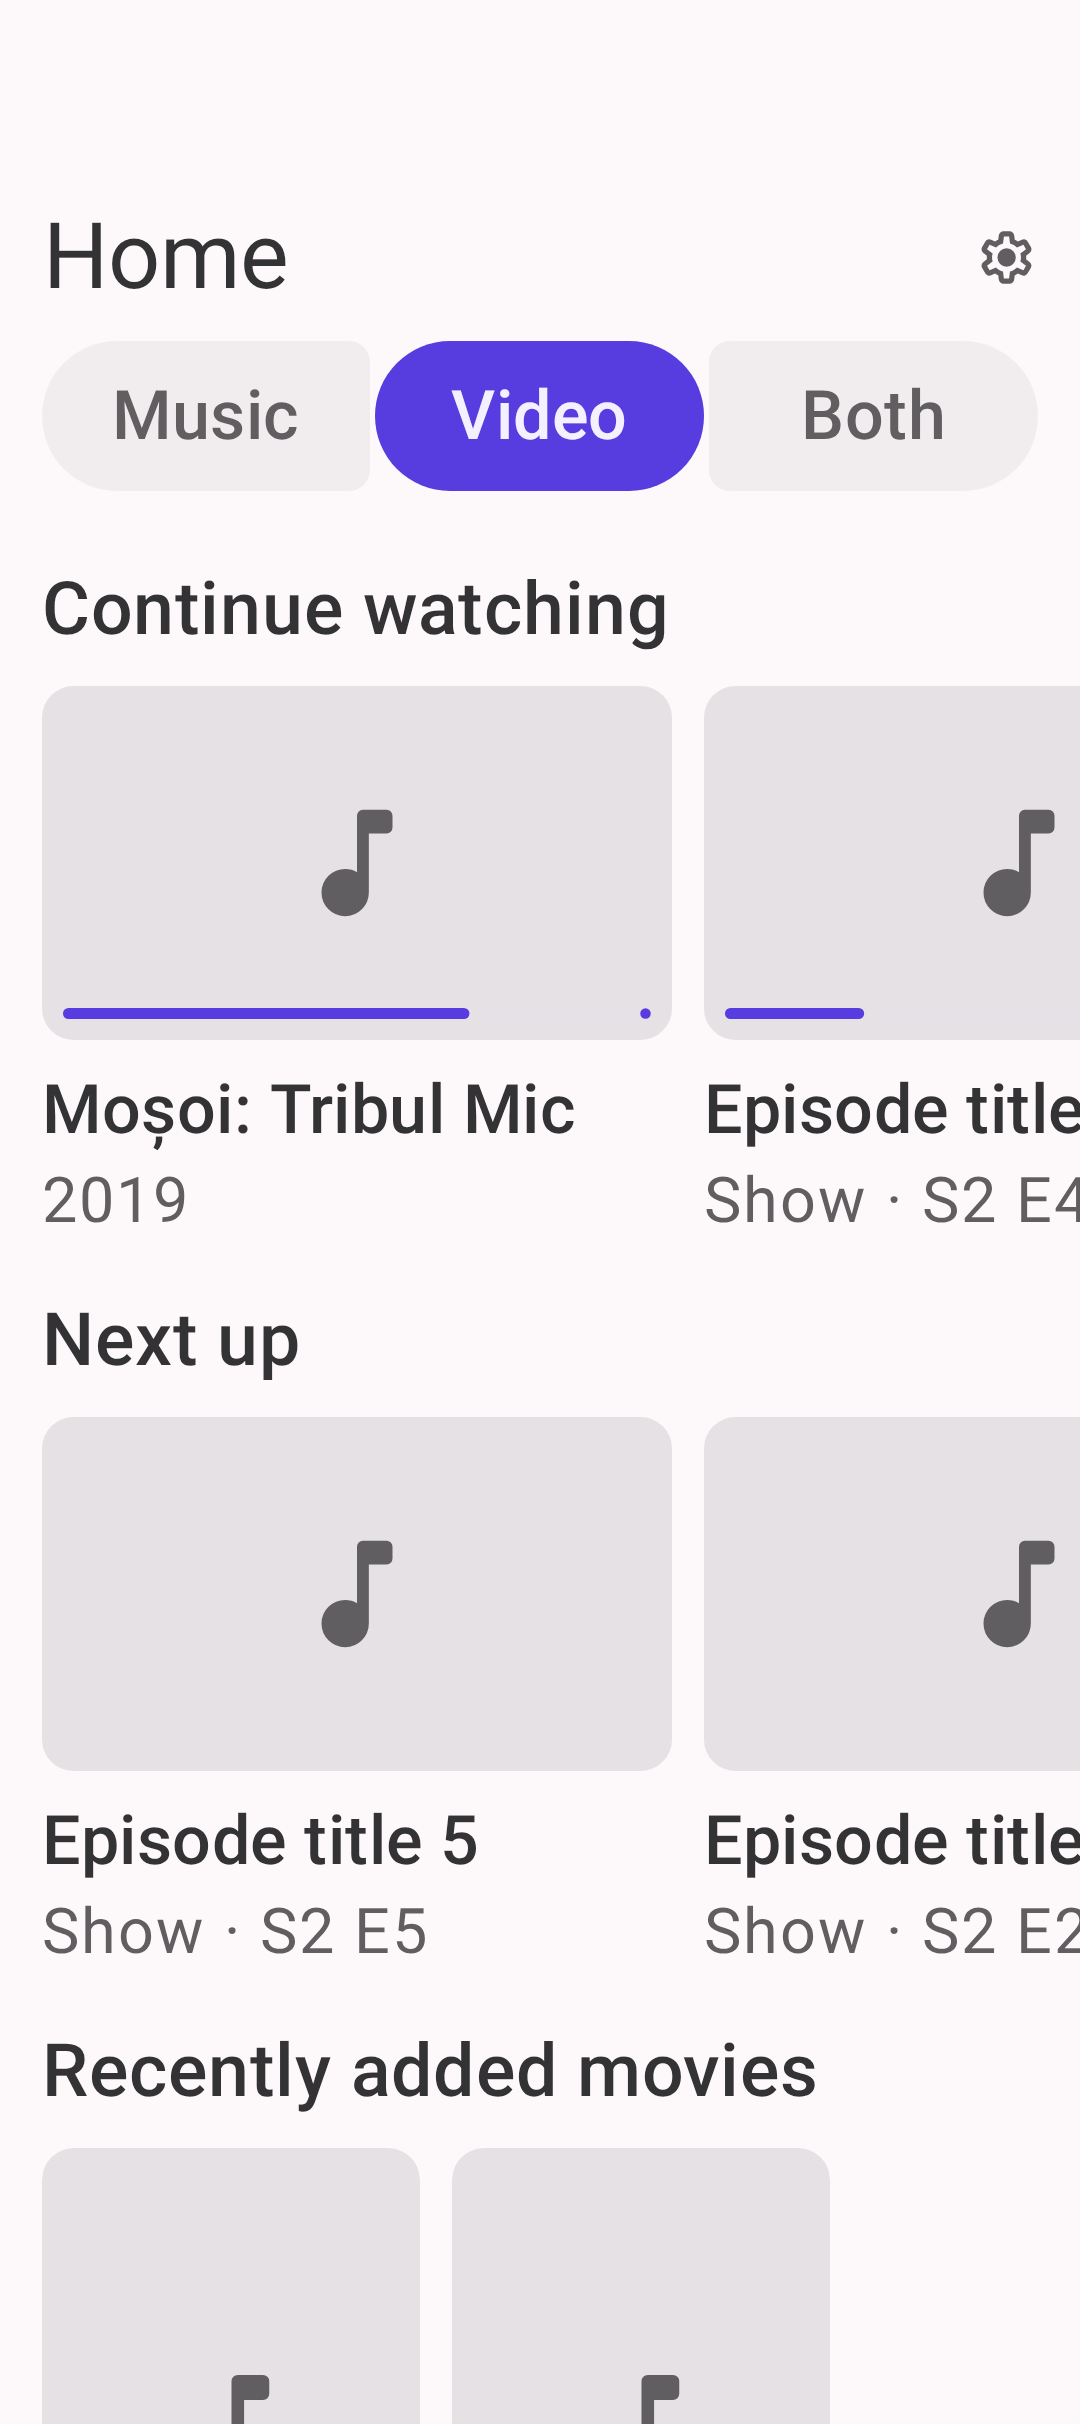 Home
Music Video Both
Continue watching
Moșoi: Tribul Mic
2019
Episode title
Show · S2 E4
Next up
Episode title 5
Show · S2 E5
Episode title
Show · S2 E2
Recently added movies